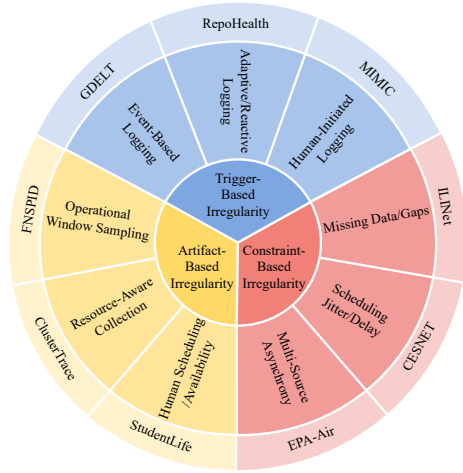 RepoHealth
GDELT
MIMIC
Event-Based
Logging
Adaptive/Reactive
Logging
Human-Initiated
Logging
Trigger-
Based
Irregularity
FNSPID
Operational
Window Sampling
Missing Data/Gaps
ILINet
Artifact-
Based
Irregularity
Constraint-
Based
Irregularity
ClusterTrace
Resource-Aware
Collection
Scheduling
Jitter/Delay
CESNET
Human Scheduling
/Availability
Multi-Source
Asynchrony
StudentLife
EPA-Air